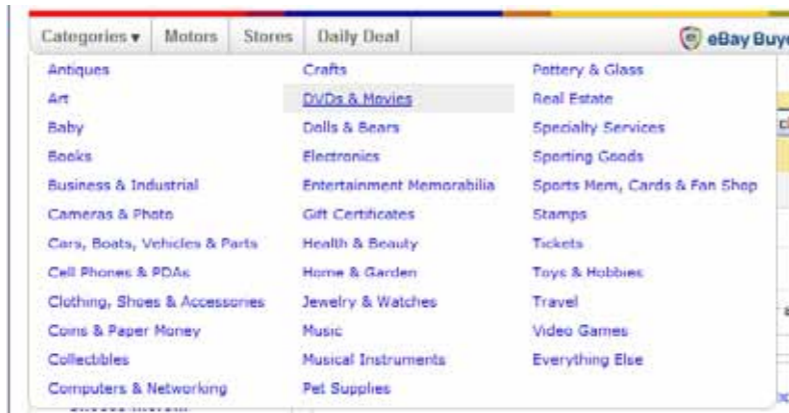 Categories ▾ Motors Stores Daily Deal eBay Buye
Antiques Crafts Pottery & Glass
Art DVDs & Movies Real Estate
Baby Dolls & Bears Specialty Services
Books Electronics Sporting Goods
Business & Industrial Entertainment Memorabilia Sports Mem, Cards & Fan Shop
Cameras & Photo Gift Certificates Stamps
Cars, Boats, Vehicles & Parts Health & Beauty Tickets
Cell Phones & PDAs Home & Garden Toys & Hobbies
Clothing, Shoes & Accessories Jewelry & Watches Travel
Coins & Paper Money Music Video Games
Collectibles Musical Instruments Everything Else
Computers & Networking Pet Supplies